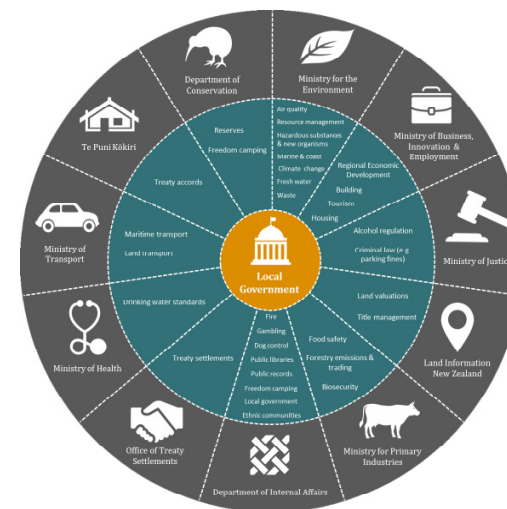 Department of
Conservation
Ministry for the
Environment
Ministry of Business,
Innovation &
Employment
Ministry of Justic
Land Information
New Zealand
Ministry for Primary
Industries
Department of Internal Affairs
Office of Treaty
Settlements
Ministry of Health
Ministry of
Transport
Te Puni Kōkiri
Reserves
Freedom camping
Air quality
Resource management
Hazardous substances
& new organisms
Marine & coast
Climate change
Fresh water
Waste
Regional Economic
Development
Building
Tourism
Housing
Alcohol regulation
Criminal law (e.g
parking fines)
Land valuations
Title management
Food safety
Forestry emissions &
trading
Biosecurity
Fire
Gambling
Dog control
Public libraries
Public records
Freedom camping
Local government
Ethnic communities
Treaty settlements
Drinking water standards
Maritime transport
Land transport
Treaty accords
Local
Government